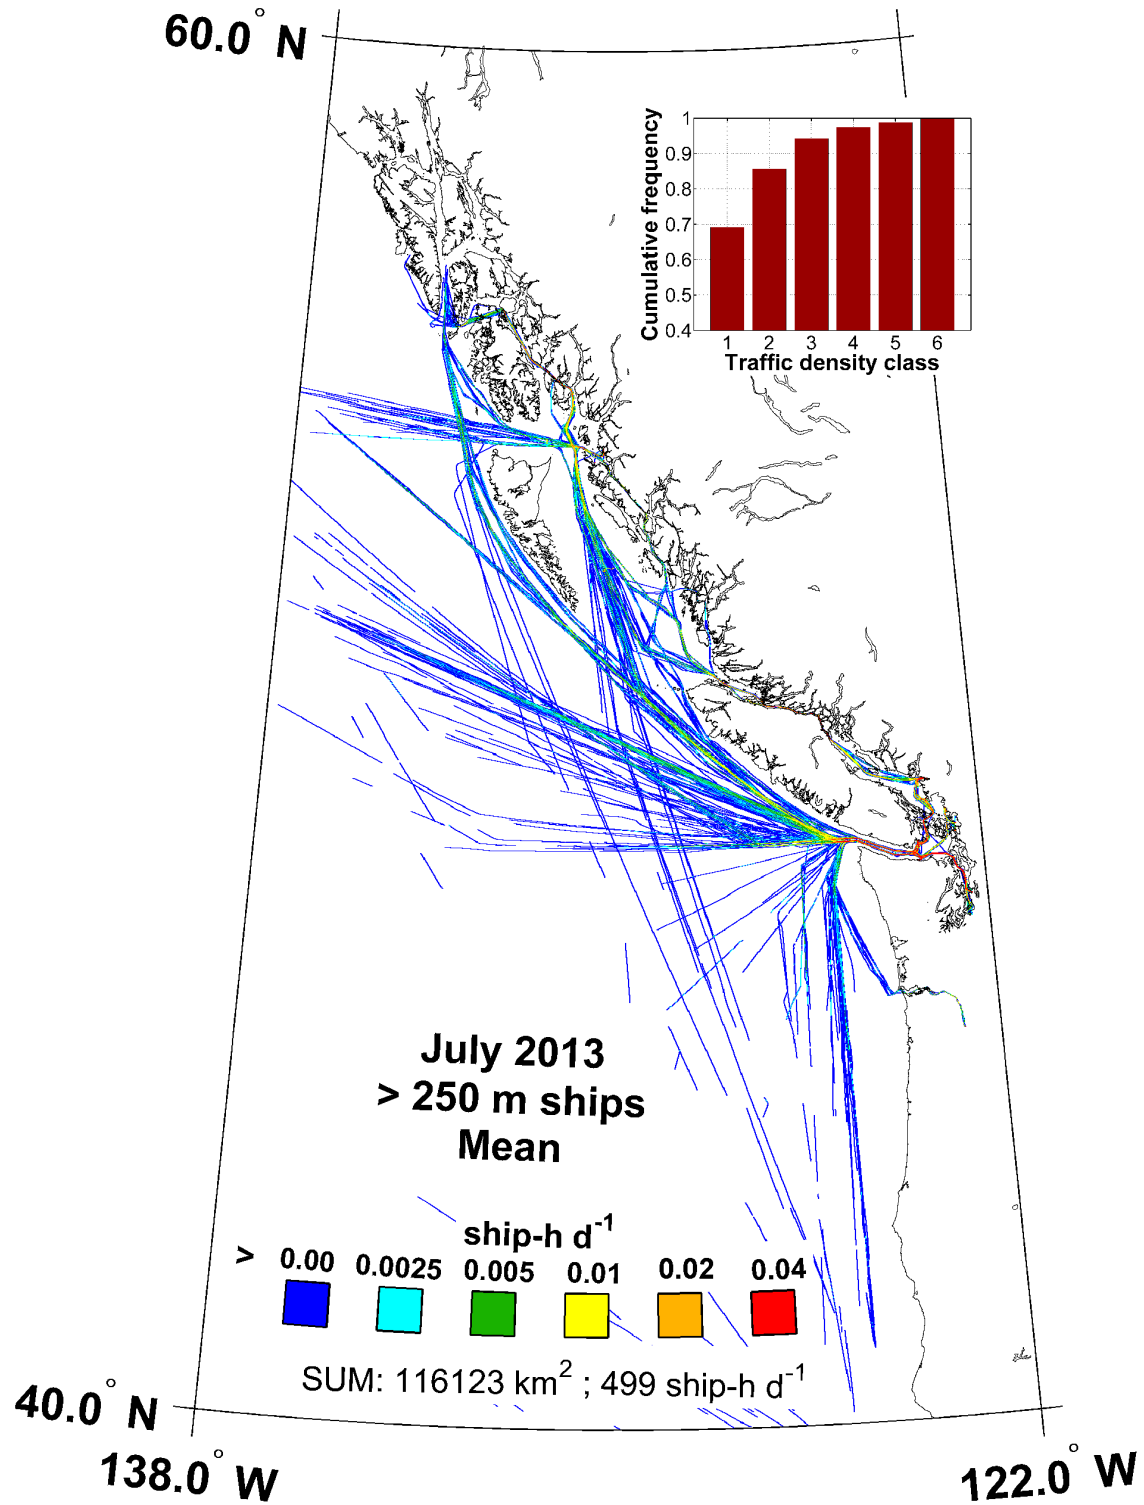 60.0° N
1
0.9
0.8
0.7
0.6
0.5
0.4
Cumulative frequency
1 2 3 4 5 6
Traffic density class
July 2013
> 250 m ships
Mean
ship-h d⁻¹
> 0.00 0.0025 0.005 0.01 0.02 0.04
SUM: 116123 km² ; 499 ship-h d⁻¹
40.0° N
138.0° W
122.0° W